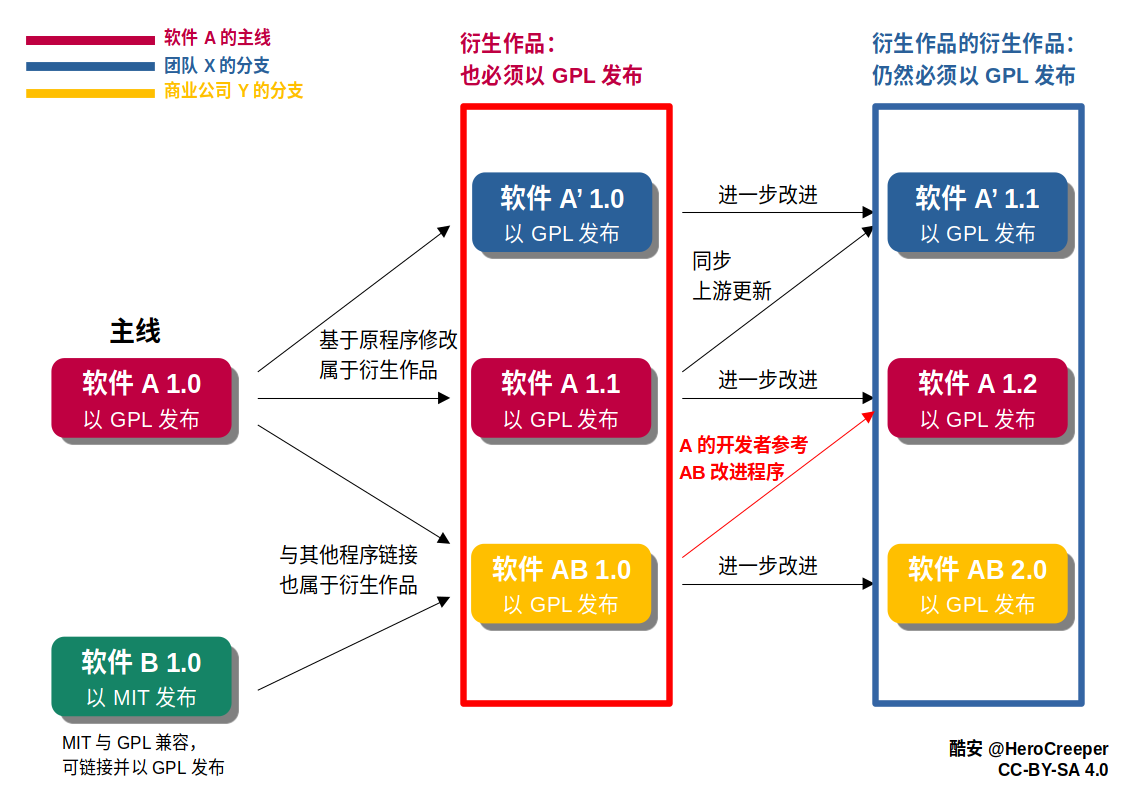 软件 A 的主线
团队 X 的分支
商业公司 Y 的分支
衍生作品：
也必须以 GPL 发布
衍生作品的衍生作品：
仍然必须以 GPL 发布
软件 A’ 1.0
以 GPL 发布
进一步改进
软件 A’ 1.1
以 GPL 发布
同步
上游更新
主线
软件 A 1.0
以 GPL 发布
基于原程序修改
属于衍生作品
软件 A 1.1
以 GPL 发布
进一步改进
软件 A 1.2
以 GPL 发布
A 的开发者参考
AB 改进程序
与其他程序链接
也属于衍生作品
软件 AB 1.0
以 GPL 发布
进一步改进
软件 AB 2.0
以 GPL 发布
软件 B 1.0
以 MIT 发布
MIT 与 GPL 兼容，
可链接并以 GPL 发布
酷安 @HeroCreeper
CC-BY-SA 4.0